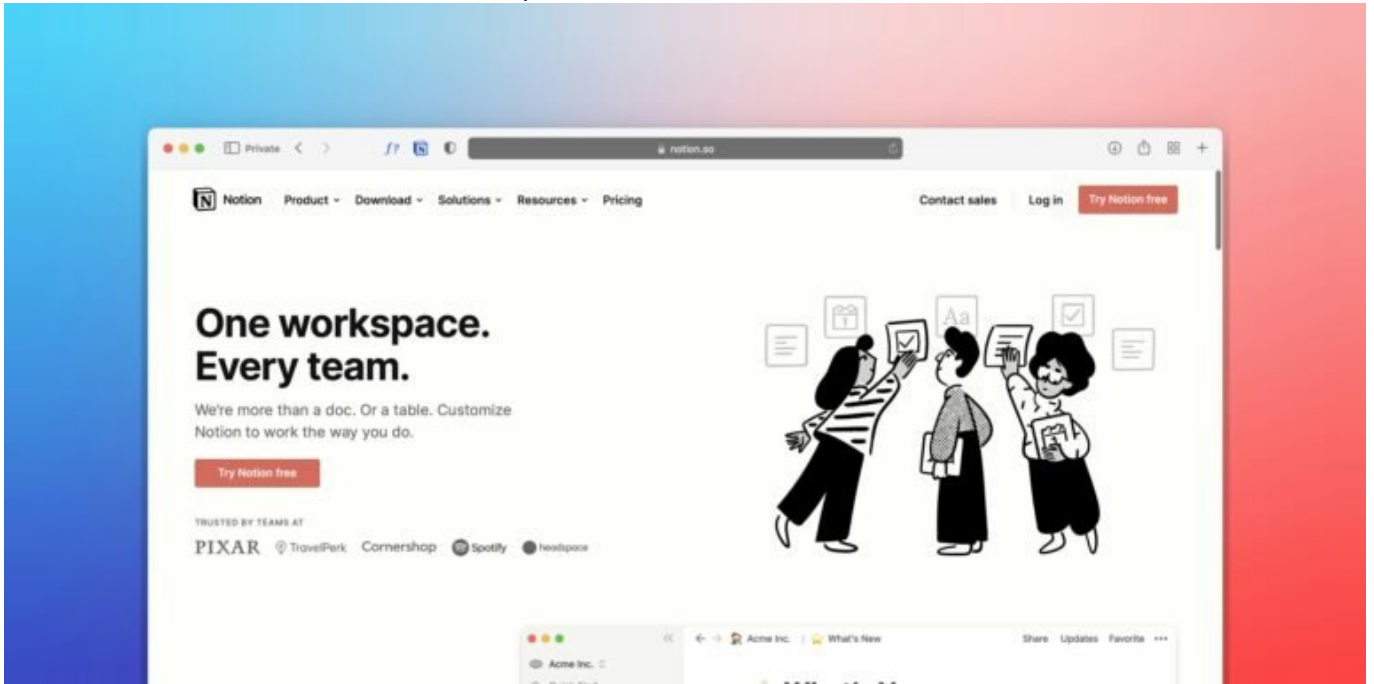 Private
f?
notion.so
Notion Product Download Solutions Resources Pricing
Contact sales Log in Try Notion free
One workspace.
Every team.
We're more than a doc. Or a table. Customize
Notion to work the way you do.
Try Notion free
TRUSTED BY TEAMS AT
PIXAR TravelPerk Cornershop Spotify headspace
Aa
1
Acme Inc. / What's New Share Updates Favorite
Acme Inc.